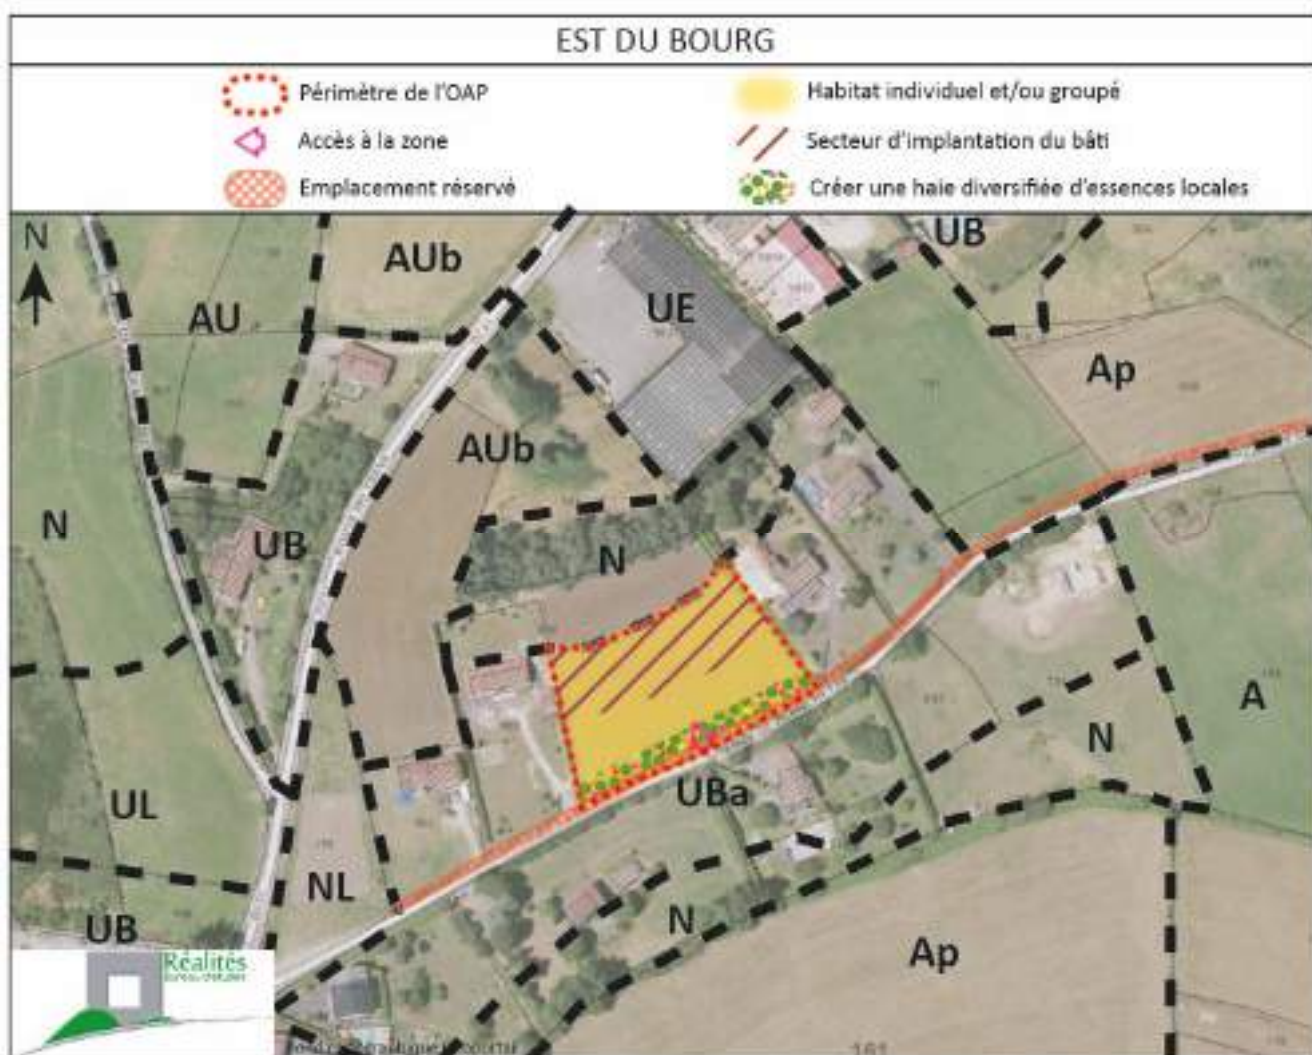 EST DU BOURG
Périmètre de l'OAP
Habitat individuel et/ou groupé
Accès à la zone
Secteur d'implantation du bâti
Emplacement réservé
Créer une haie diversifiée d'essences locales
N
AUb
UB
AU
UE
Ap
AUb
N
UB
N
A
N
UBa
UL
NL
N
UB
Ap
Réalités
161